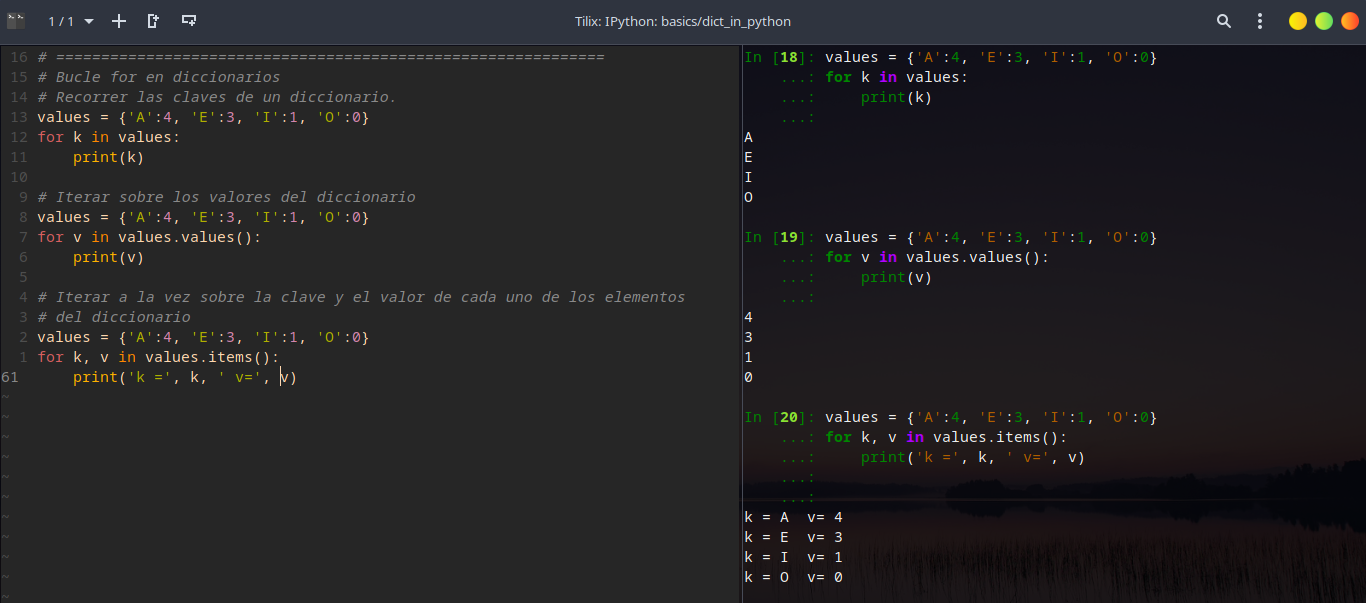 1 / 1
Tilix: IPython: basics/dict_in_python
16 # =============================================================
15 # Bucle for en diccionarios
14 # Recorrer las claves de un diccionario.
13 values = {'A':4, 'E':3, 'I':1, 'O':0}
12 for k in values:
11     print(k)
10
9 # Iterar sobre los valores del diccionario
8 values = {'A':4, 'E':3, 'I':1, 'O':0}
7 for v in values.values():
6     print(v)
5
4 # Iterar a la vez sobre la clave y el valor de cada uno de los elementos
3 # del diccionario
2 values = {'A':4, 'E':3, 'I':1, 'O':0}
1 for k, v in values.items():
61     print('k =', k, ' v=', v)
~
~
~
~
~
~
~
~
~
~
~
In [18]: values = {'A':4, 'E':3, 'I':1, 'O':0}
    ...: for k in values:
    ...:     print(k)
    ...:
A
E
I
O
In [19]: values = {'A':4, 'E':3, 'I':1, 'O':0}
    ...: for v in values.values():
    ...:     print(v)
    ...:
4
3
1
0
In [20]: values = {'A':4, 'E':3, 'I':1, 'O':0}
    ...: for k, v in values.items():
    ...:     print('k =', k, ' v=', v)
    ...:
    ...:
k = A  v= 4
k = E  v= 3
k = I  v= 1
k = O  v= 0